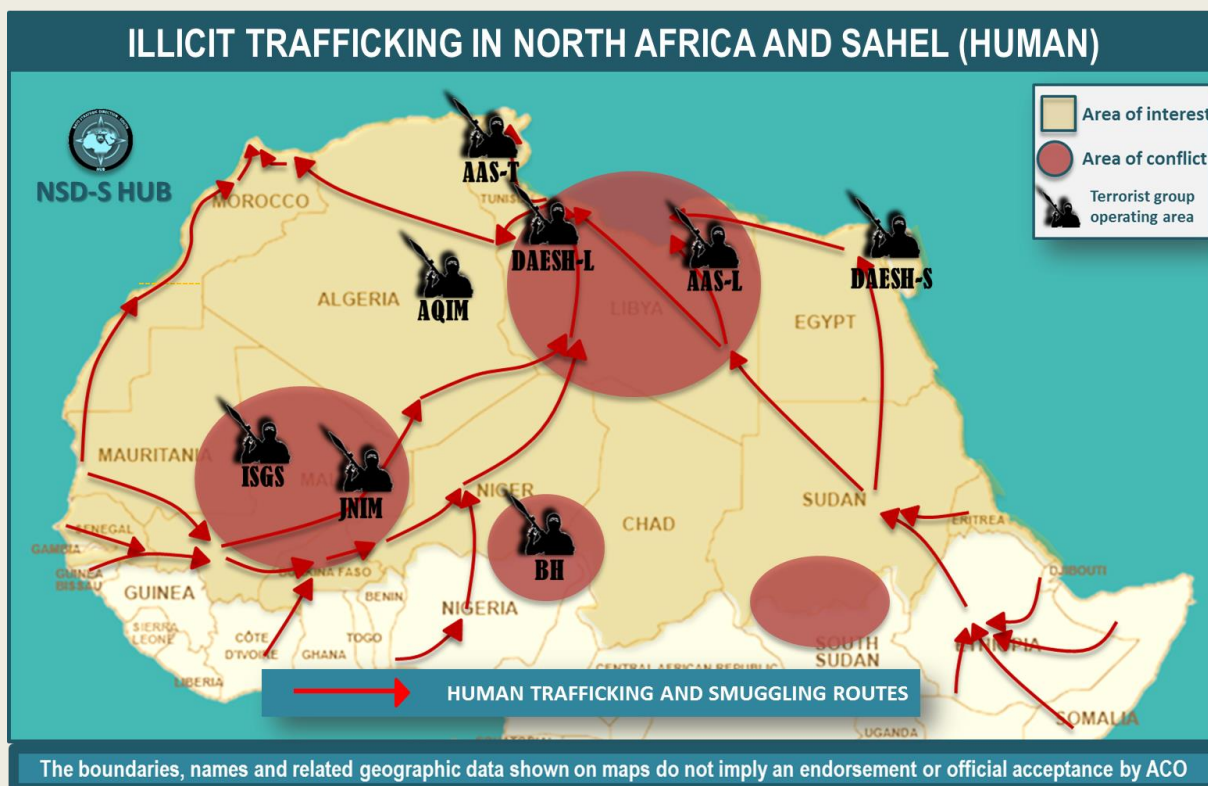 ILLICIT TRAFFICKING IN NORTH AFRICA AND SAHEL (HUMAN)
NSD-S HUB
Area of interest
Area of conflict
Terrorist group
operating area
AAS-T
MOROCCO
DAESH-L
AAS-L
DAESH-S
ALGERIA
AQIM
LIBYA
EGYPT
MAURITANIA
ISGS
JNIM
NIGER
CHAD
SUDAN
ERITREA
SENEGAL
GAMBIA
GUINEA
BISSAU
GUINEA
BURKINA FASO
BENIN
BH
NIGERIA
DJIBOUTI
SIERRA
LEONE
CÔTE
D'IVOIRE
GHANA
TOGO
LIBERIA
CENTRAL AFRICAN REPUBLIC
SOUTH
SUDAN
ETHIOPIA
SOMALIA
UGANDA
HUMAN TRAFFICKING AND SMUGGLING ROUTES
The boundaries, names and related geographic data shown on maps do not imply an endorsement or official acceptance by ACO